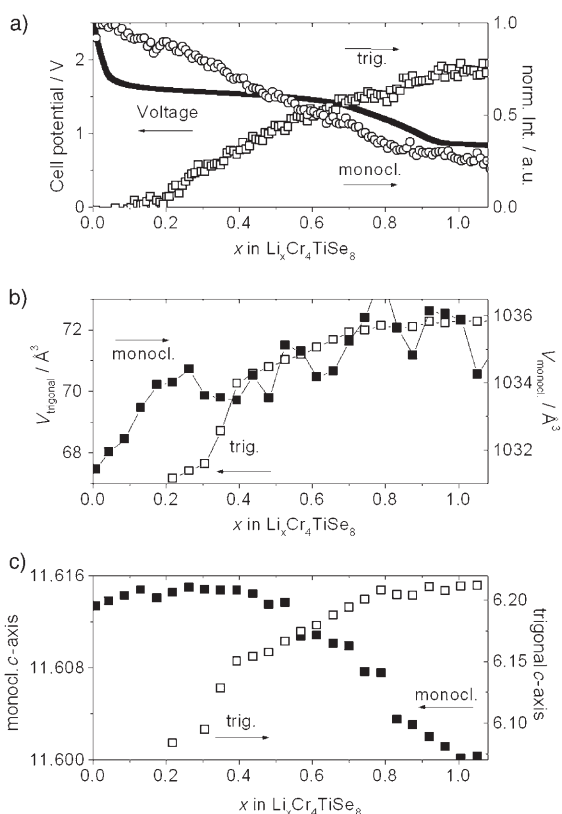 a)
2
1
0
Cell potential / V
1.0
0.5
0.0
norm. Int. / a.u.
trig.
Voltage
monocl.
0.0 0.2 0.4 0.6 0.8 1.0
x in LiₓCr₄TiSe₈
b)
72
70
68
V_trigonal / Å³
1036
1034
1032
V_monocl. / Å³
monocl.
trig.
0.0 0.2 0.4 0.6 0.8 1.0
x in LiₓCr₄TiSe₈
c)
11.616
11.608
11.600
monocl. c-axis
6.20
6.15
6.10
trigonal c-axis
monocl.
trig.
0.0 0.2 0.4 0.6 0.8 1.0
x in LiₓCr₄TiSe₈